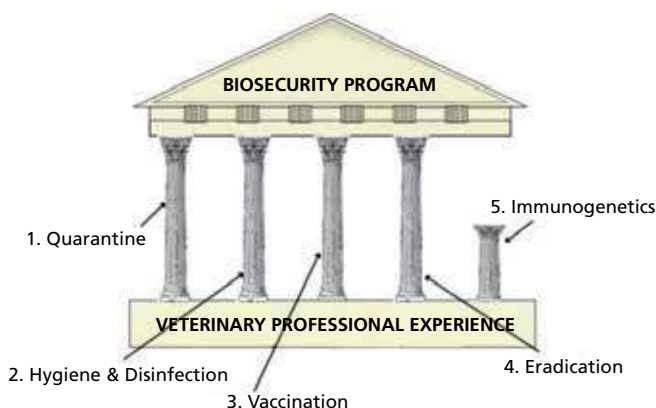 BIOSECURITY PROGRAM
5. Immunogenetics
1. Quarantine
VETERINARY PROFESSIONAL EXPERIENCE
4. Eradication
2. Hygiene & Disinfection
3. Vaccination